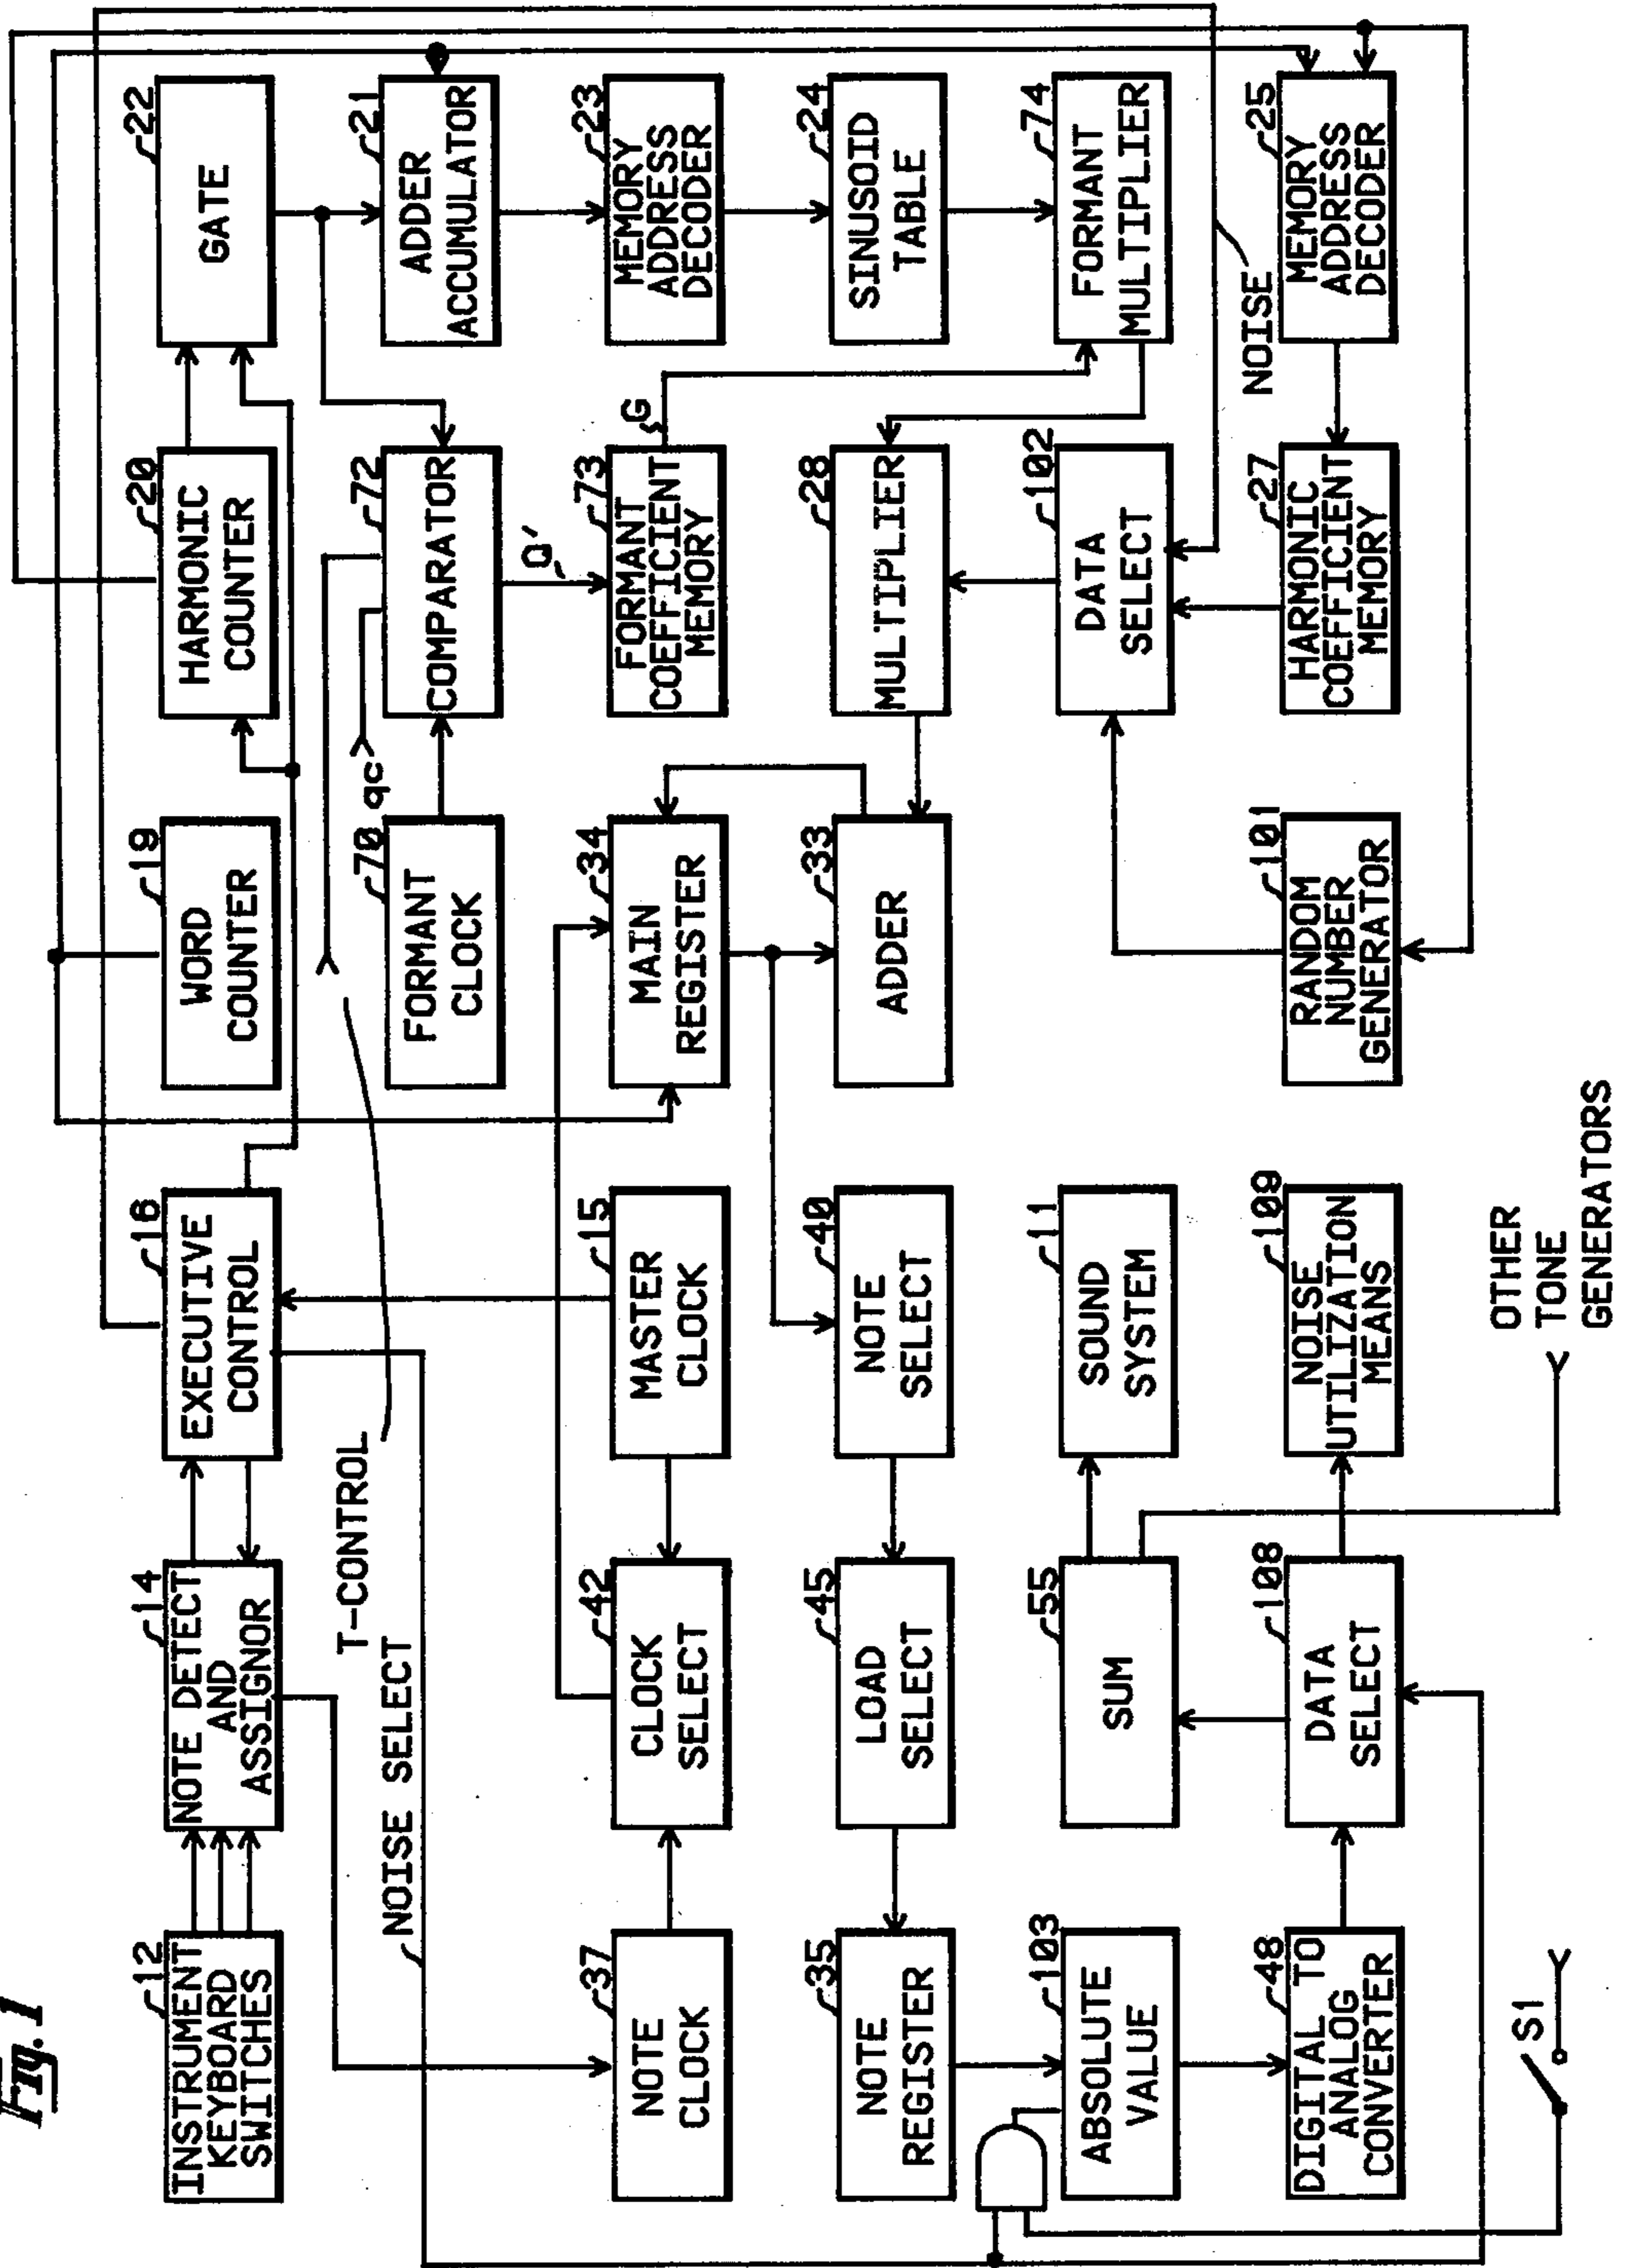 Fig. 1
12
INSTRUMENT
KEYBOARD
SWITCHES
14
NOTE DETECT
AND
ASSIGNOR
16
EXECUTIVE
CONTROL
19
WORD
COUNTER
20
HARMONIC
COUNTER
22
GATE
T-CONTROL
NOISE SELECT
70
FORMANT
CLOCK
qc
72
COMPARATOR
21
ADDER
ACCUMULATOR
37
NOTE
CLOCK
42
CLOCK
SELECT
15
MASTER
CLOCK
34
MAIN
REGISTER
Q'
73
FORMANT
COEFFICIENT
MEMORY
G
23
MEMORY
ADDRESS
DECODER
35
NOTE
REGISTER
45
LOAD
SELECT
40
NOTE
SELECT
33
ADDER
28
MULTIPLIER
24
SINUSOID
TABLE
103
ABSOLUTE
VALUE
55
SUM
11
SOUND
SYSTEM
102
DATA
SELECT
74
FORMANT
MULTIPLIER
NOISE
48
DIGITAL TO
ANALOG
CONVERTER
108
DATA
SELECT
109
NOISE
UTILIZATION
MEANS
101
RANDOM
NUMBER
GENERATOR
27
HARMONIC
COEFFICIENT
MEMORY
25
MEMORY
ADDRESS
DECODER
S1
OTHER
TONE
GENERATORS